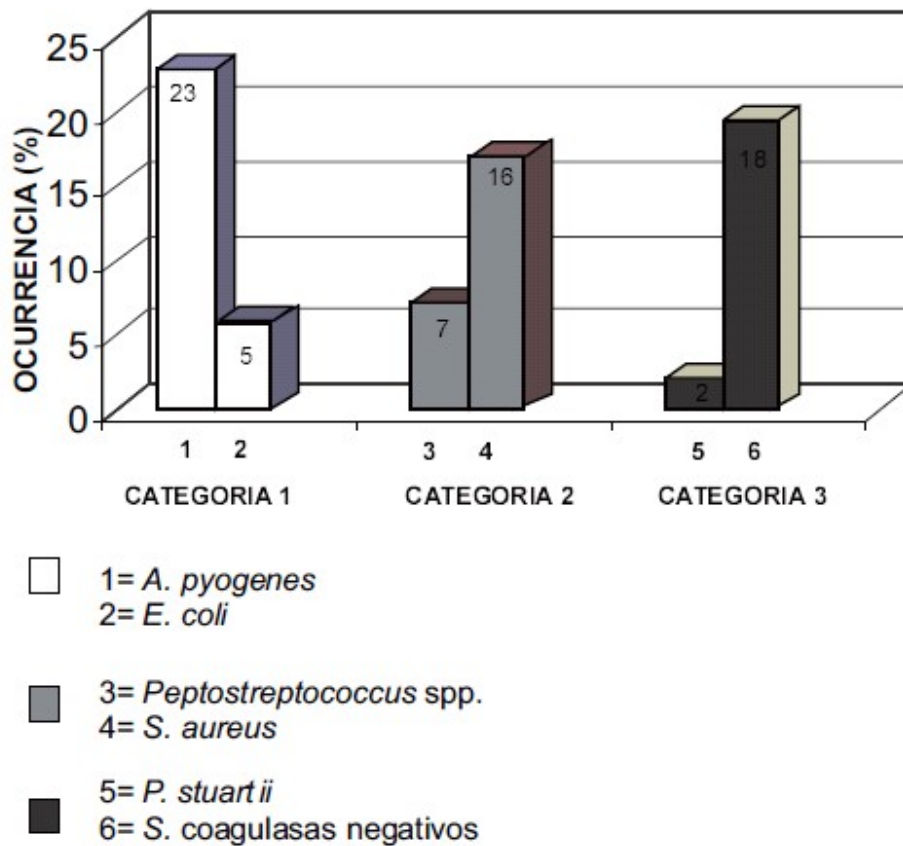 25
20
15
10
5
0
OCURRENCIA (%)
23
5
7
16
2
18
1 2 3 4 5 6
CATEGORIA 1 CATEGORIA 2 CATEGORIA 3
1= A. pyogenes
2= E. coli
3= Peptostreptococcus spp.
4= S. aureus
5= P. stuartii
6= S. coagulasas negativos